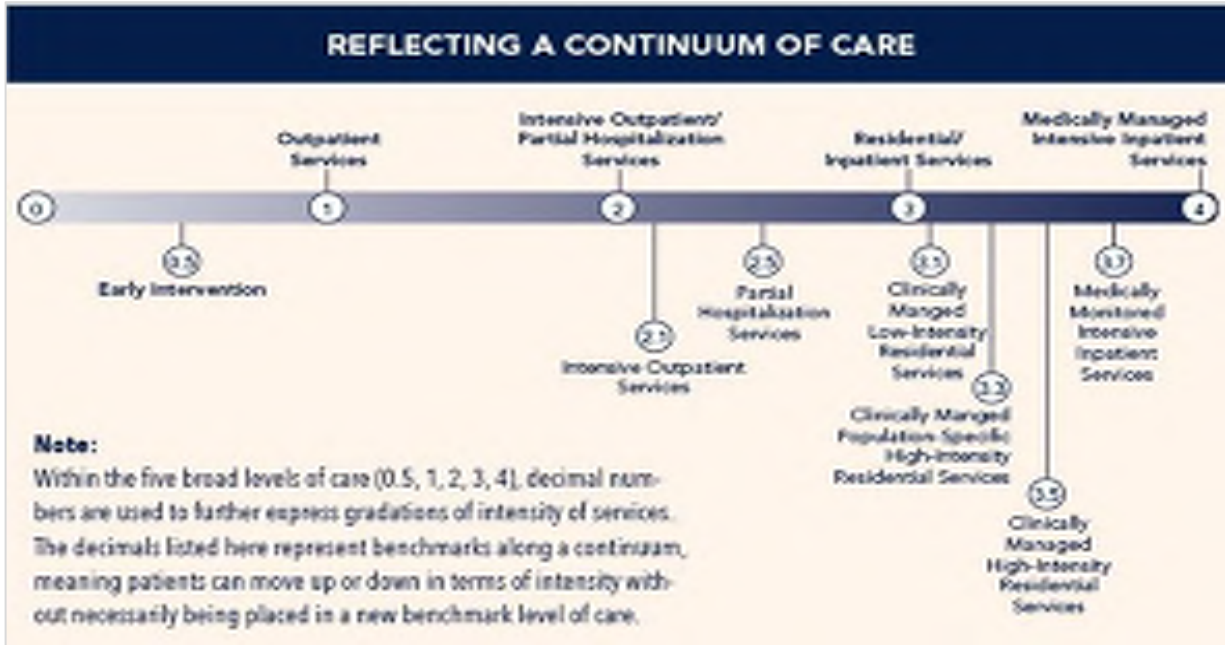 REFLECTING A CONTINUUM OF CARE
Outpatient
Services
Intensive Outpatient/
Partial Hospitalization
Services
Residential/
Inpatient Services
Medically Managed
Intensive Inpatient
Services
0
1
2
3
4
Early Intervention
2.1
Intensive Outpatient
Services
2.5
Partial
Hospitalization
Services
3.1
Clinically
Manged
Low-Intensity
Residential
Services
3.3
Clinically Manged
Population-Specific
High-Intensity
Residential Services
3.5
Clinically
Managed
High-Intensity
Residential
Services
3.7
Medically
Monitored
Intensive
Inpatient
Services
Note:
Within the five broad levels of care (0.5, 1, 2, 3, 4), decimal num-
bers are used to further express gradations of intensity of services.
The decimals listed here represent benchmarks along a continuum,
meaning patients can move up or down in terms of intensity with-
out necessarily being placed in a new benchmark level of care.